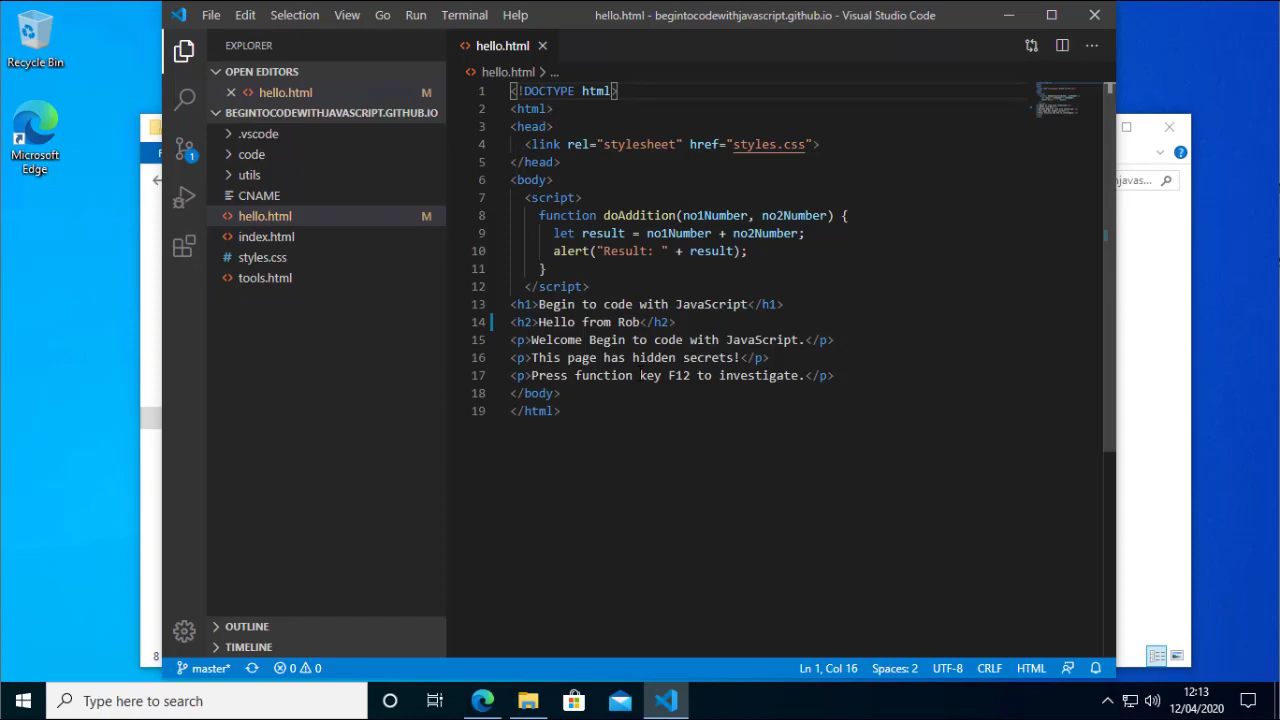 Recycle Bin
Microsoft
Edge
File Edit Selection View Go Run Terminal Help
hello.html - begintocodewithjavascript.github.io - Visual Studio Code
EXPLORER
OPEN EDITORS
hello.html M
BEGINTOCODEWITHJAVASCRIPT.GITHUB.IO
.vscode
code
utils
CNAME
hello.html M
index.html
styles.css
tools.html
OUTLINE
TIMELINE
1
hello.html
hello.html > ...
1 <!DOCTYPE html>
2 <html>
3 <head>
4 <link rel="stylesheet" href="styles.css">
5 </head>
6 <body>
7 <script>
8 function doAddition(no1Number, no2Number) {
9 let result = no1Number + no2Number;
10 alert("Result: " + result);
11 }
12 </script>
13 <h1>Begin to code with JavaScript</h1>
14 <h2>Hello from Rob</h2>
15 <p>Welcome Begin to code with JavaScript.</p>
16 <p>This page has hidden secrets!</p>
17 <p>Press function key F12 to investigate.</p>
18 </body>
19 </html>
F
njavas...
8
master* 0 0 Ln 1, Col 16 Spaces: 2 UTF-8 CRLF HTML
Type here to search
12:13
12/04/2020